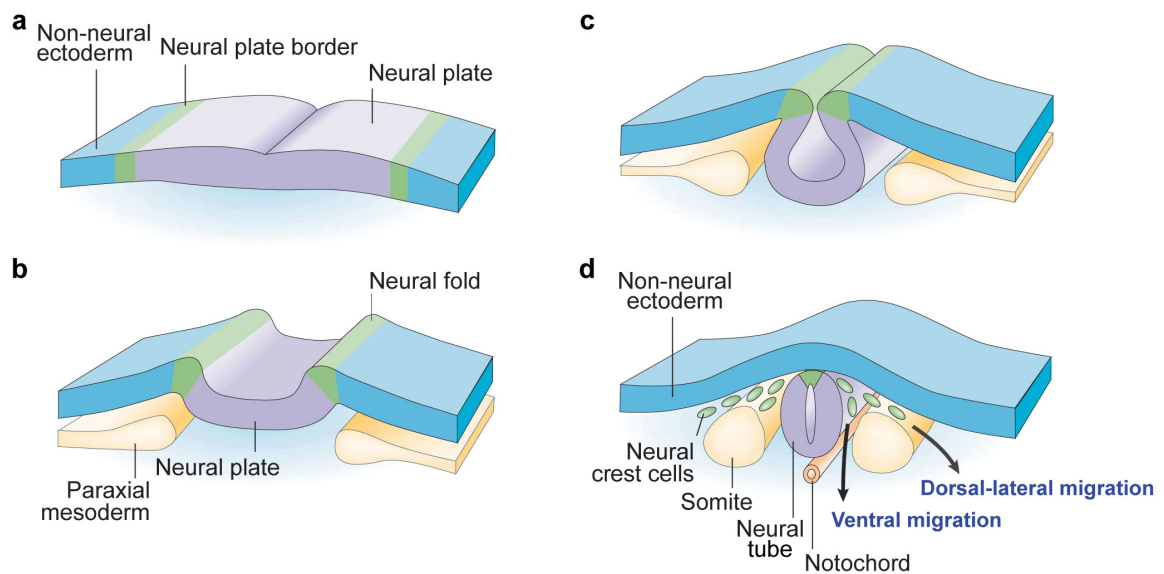 a
Non-neural
ectoderm
Neural plate border
Neural plate
b
Neural fold
Neural plate
Paraxial
mesoderm
c
d
Non-neural
ectoderm
Neural
crest cells
Somite
Neural
tube
Notochord
Ventral migration
Dorsal-lateral migration